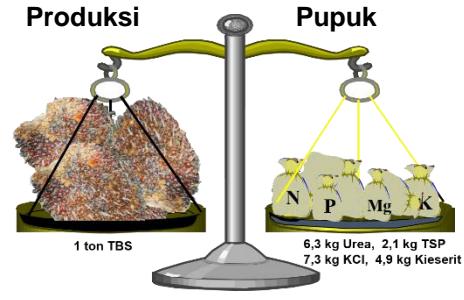 Produksi
Pupuk
N P Mg K
1 ton TBS
6,3 kg Urea, 2,1 kg TSP
7,3 kg KCl, 4,9 kg Kieserit